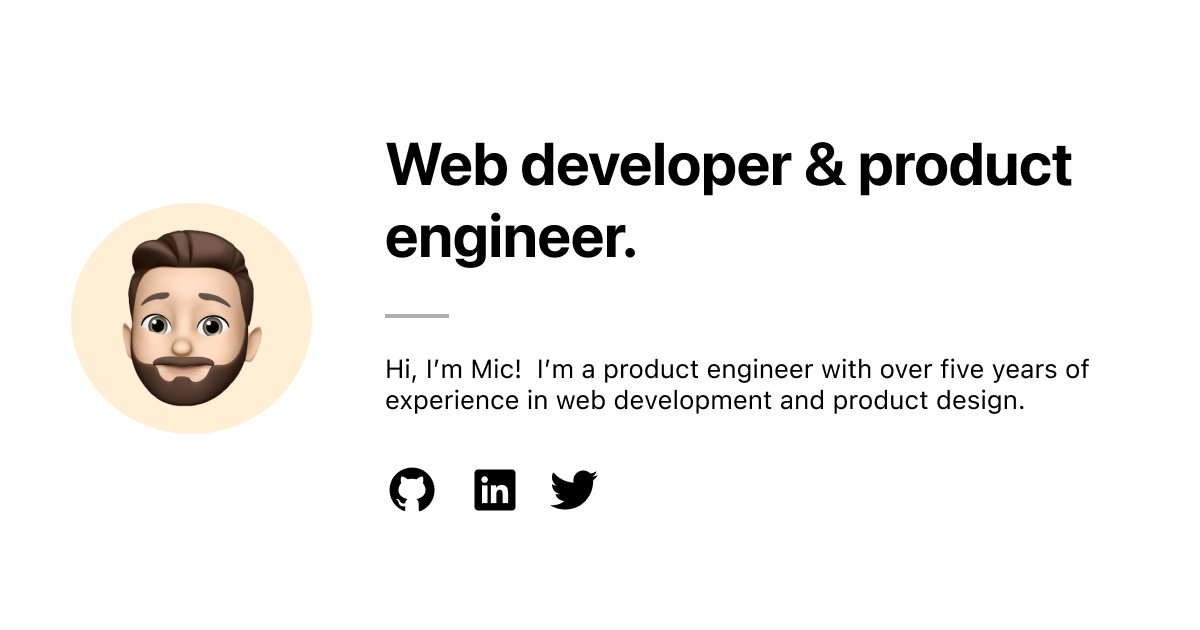 Web developer & product
engineer.
Hi, I’m Mic!  I’m a product engineer with over five years of
experience in web development and product design.
in